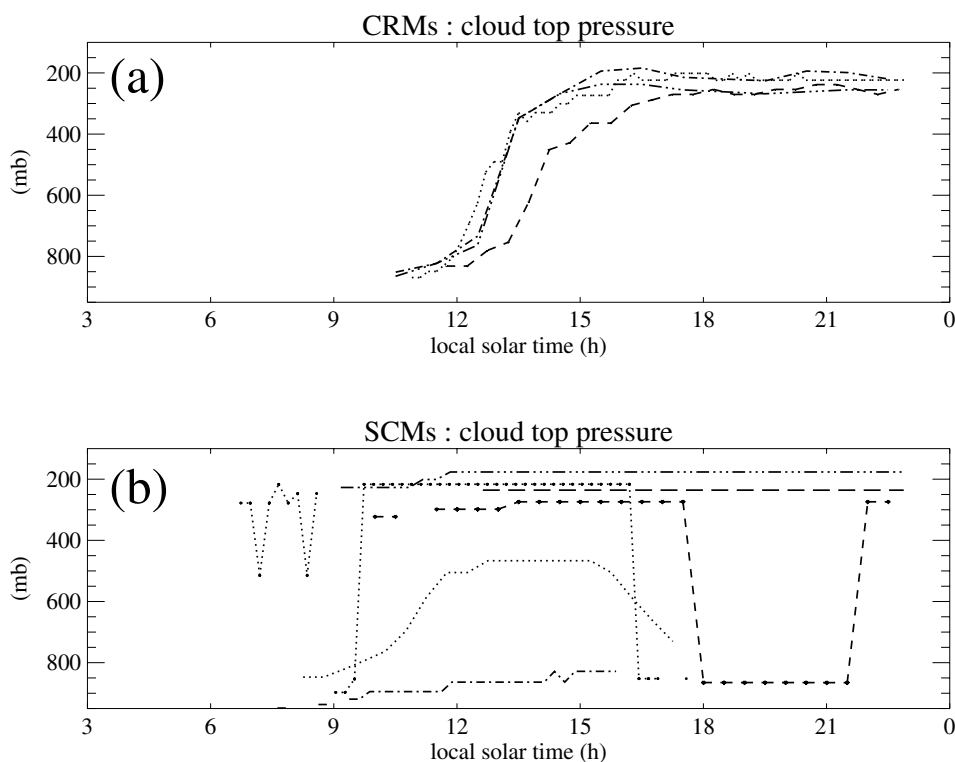 CRMs : cloud top pressure
(a)
200
400
600
800
(mb)
3 6 9 12 15 18 21 0
local solar time (h)
SCMs : cloud top pressure
(b)
200
400
600
800
(mb)
3 6 9 12 15 18 21 0
local solar time (h)